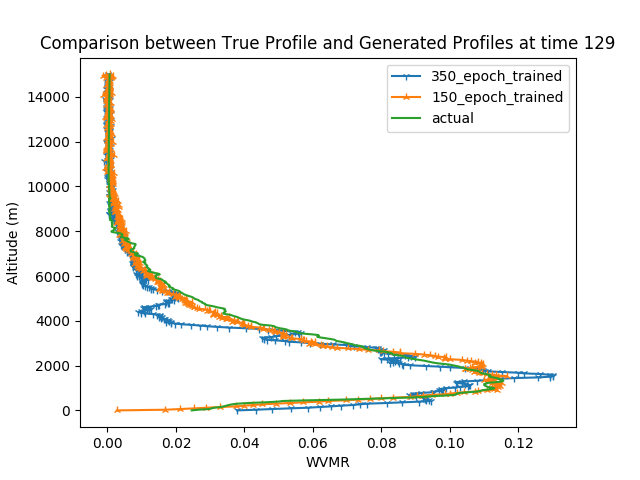 Comparison between True Profile and Generated Profiles at time 129
350_epoch_trained
150_epoch_trained
actual
Altitude (m)
14000
12000
10000
8000
6000
4000
2000
0
0.00 0.02 0.04 0.06 0.08 0.10 0.12
WVMR